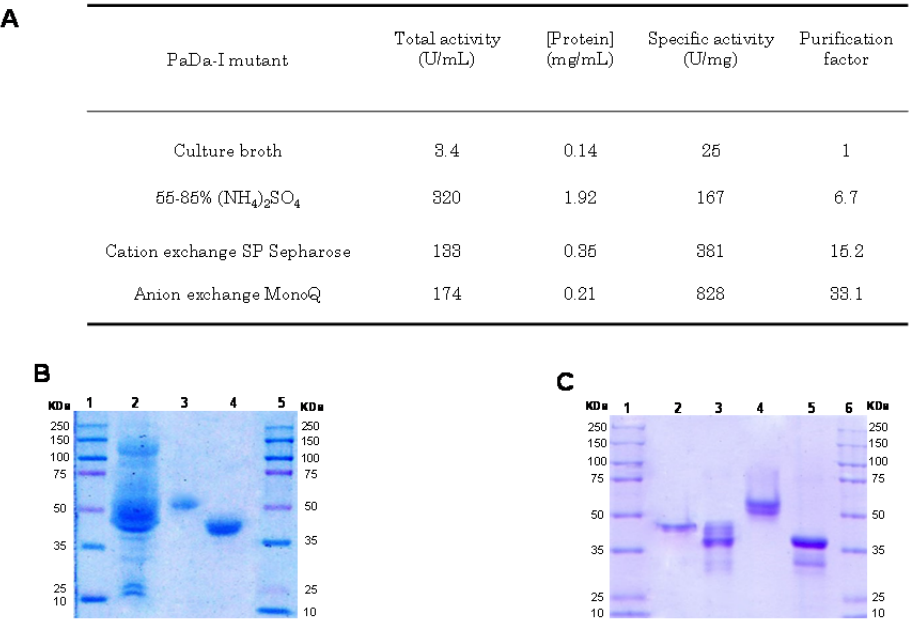 A
PaDa-I mutant
Total activity (U/mL)
[Protein] (mg/mL)
Specific activity (U/mg)
Purification factor
Culture broth 3.4 0.14 25 1
55-85% (NH4)2SO4 320 1.92 167 6.7
Cation exchange SP Sepharose 133 0.35 381 15.2
Anion exchange MonoQ 174 0.21 828 33.1
B
KDa 1 2 3 4 5 KDa
250 250
150 150
100 100
75 75
50 50
35 35
25 25
10 10
C
KDa 1 2 3 4 5 6 KDa
250 250
150 150
100 100
75 75
50 50
35 35
25 25
10 10